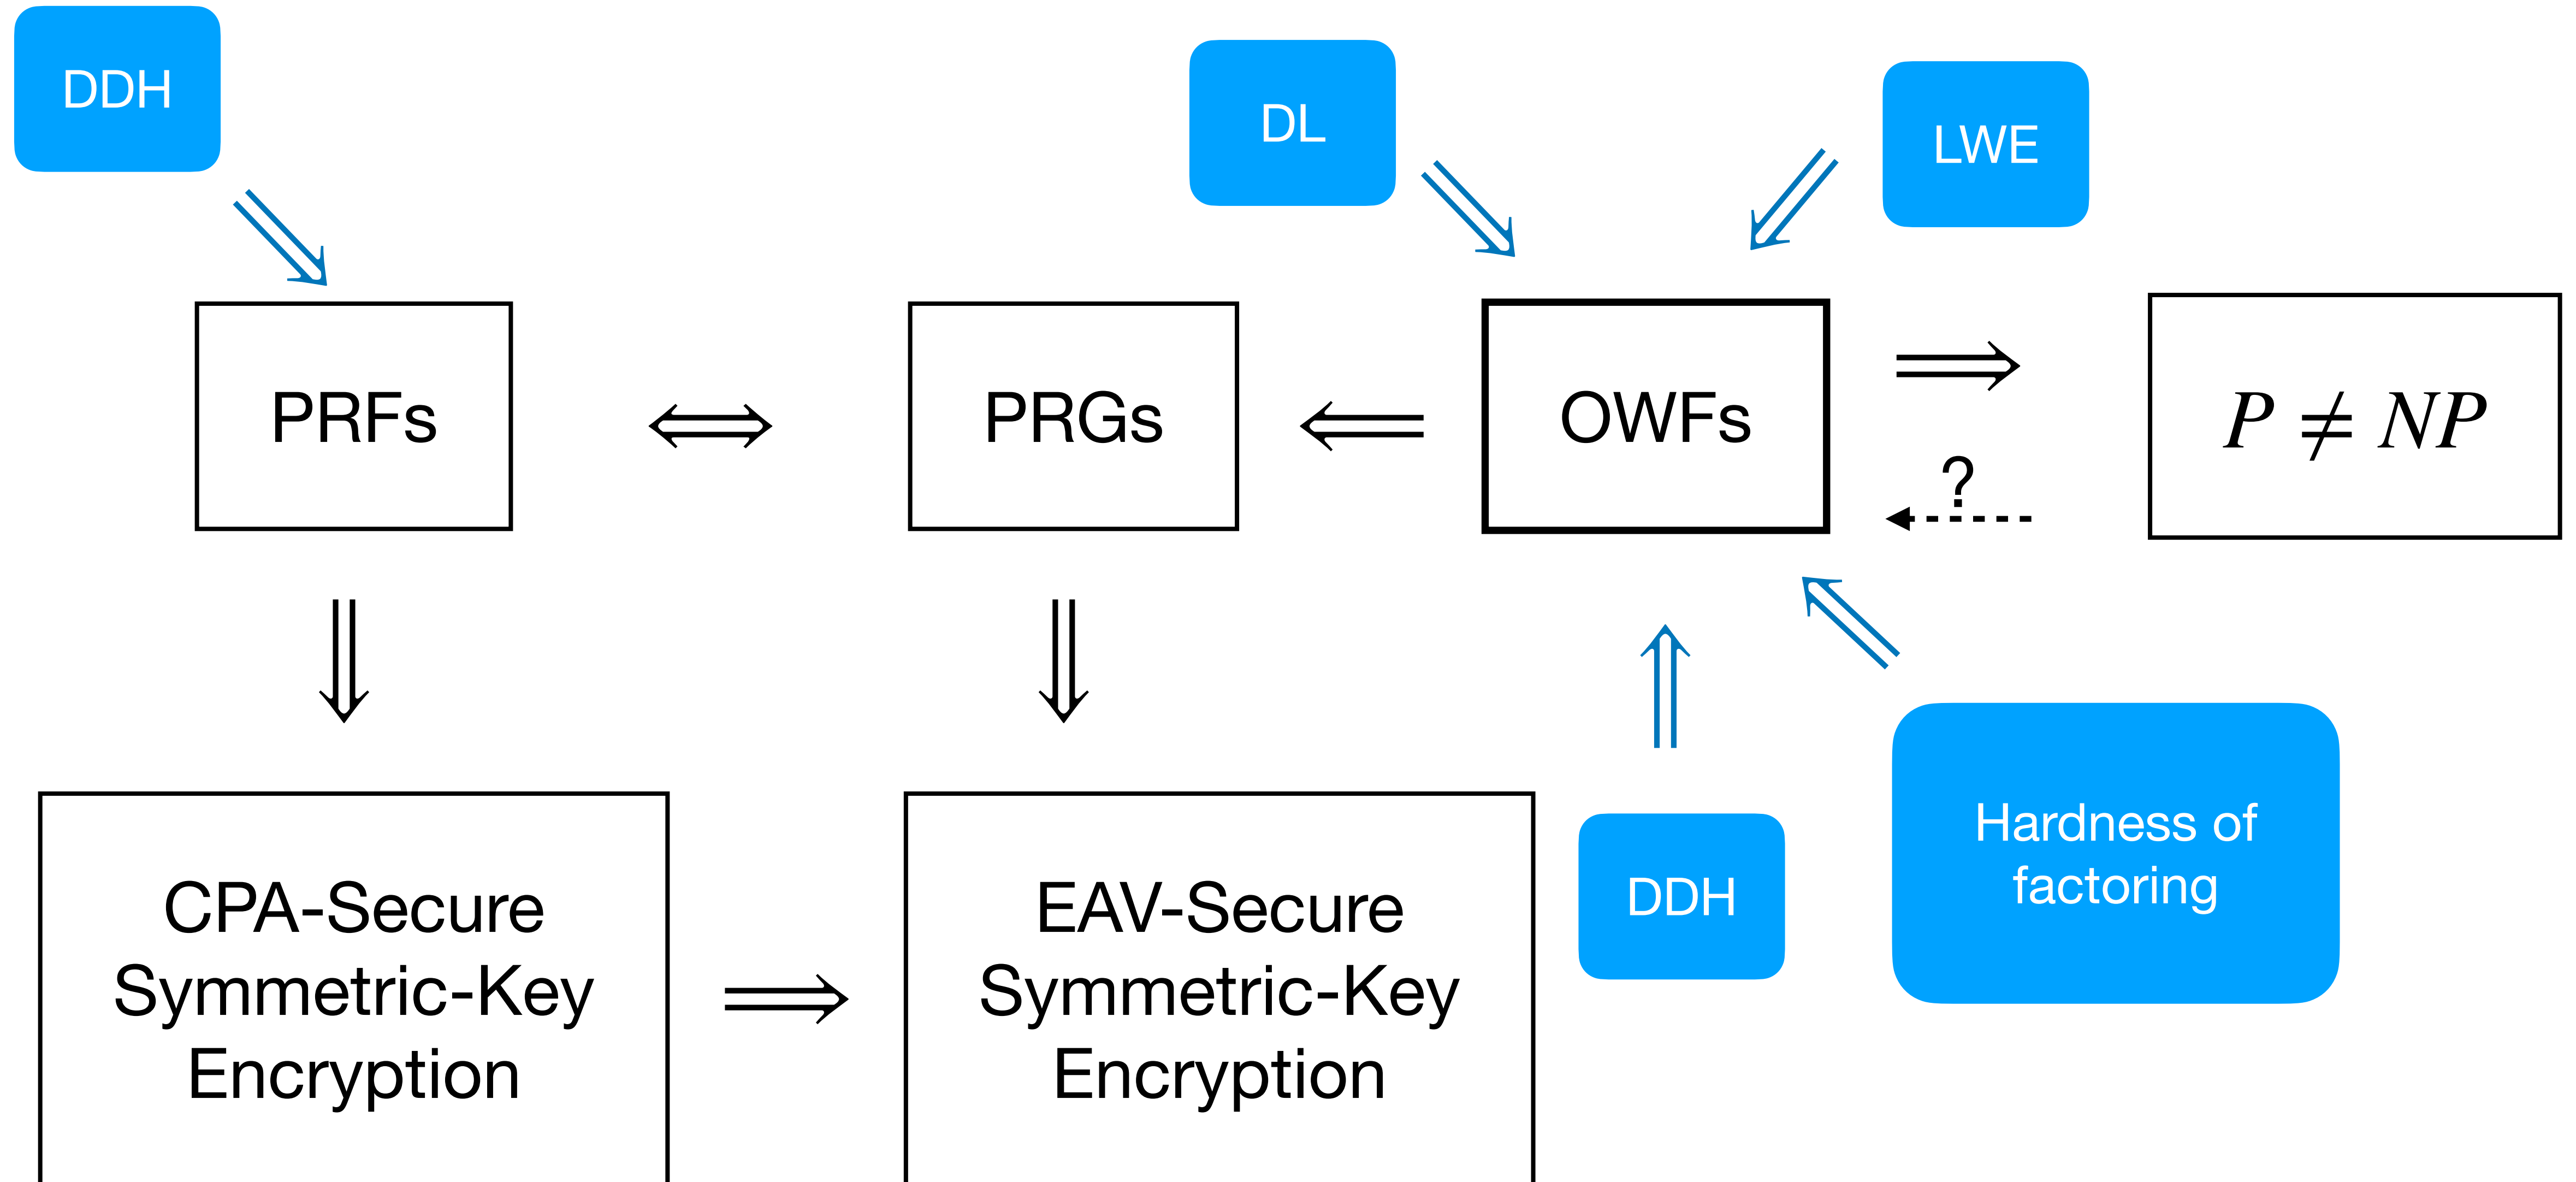 DDH
DL
LWE
PRFs
PRGs
OWFs
P ≠ NP
?
CPA-Secure
Symmetric-Key
Encryption
EAV-Secure
Symmetric-Key
Encryption
DDH
Hardness of
factoring